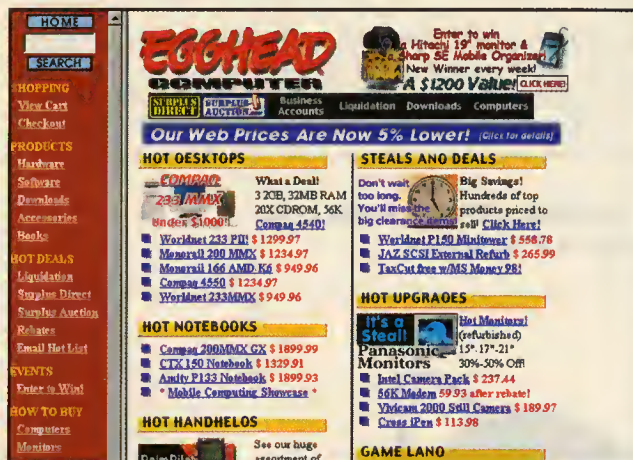 HOME
SEARCH
SHOPPING
View Cart
Checkout
PRODUCTS
Hardware
Software
Downloads
Accessories
Books
HOT DEALS
Liquidation
Surplus Direct
Surplus Auction
Rebates
Email Hot List
EVENTS
Enter to Win!
HOW TO BUY
Computers
Monitors
EGGHEAD
COMPUTER
Enter to win
a Hitachi 19" monitor &
Sharp SE Mobile Organizer!
A New Winner every week!
A $1200 Value!
CLICK HERE!
SURPLUS DIRECT
SURPLUS AUCTION
Business Accounts
Liquidation
Downloads
Computers
Our Web Prices Are Now 5% Lower! (Click for details)
HOT DESKTOPS
COMPAQ
233 MMX
Under $1000!
What a Deal!
3 2GB, 32MB RAM
20X CDROM, 56K
Compaq 4540!
Worldnet 233 PII! $ 1299.97
Monorail 200 MMX $ 1234.97
Monorail 166 AMD K6 $ 949.96
Compaq 4550 $ 1234.97
Worldnet 233MMX $ 949.96
HOT NOTEBOOKS
Compaq 200MMX GX $ 1899.99
CTX 150 Notebook $ 1329.91
Amdty P133 Notebook $ 1899.93
* Mobile Computing Showcase *
HOT HANDHELDS
PalmPilot
See our huge
assortment of
STEALS AND DEALS
Don't wait
too long.
You'll miss the
big clearance items!
Big Savings!
Hundreds of top
products priced to
sell! Click Here!
Worldnet P150 Minitower $ 558.78
JAZ SCSI External Refurb $ 265.99
TaxCut free w/MS Money 98!
HOT UPGRADES
It's a
Steal!
Panasonic
Monitors
Hot Monitors!
(refurbished)
15"-17"-21"
30%-50% Off!
Intel Camera Pack $ 237.44
56K Modem 59.93 after rebate!
Vivicam 2000 Still Camera $ 189.97
Cross iPen $ 113.98
GAME LAND